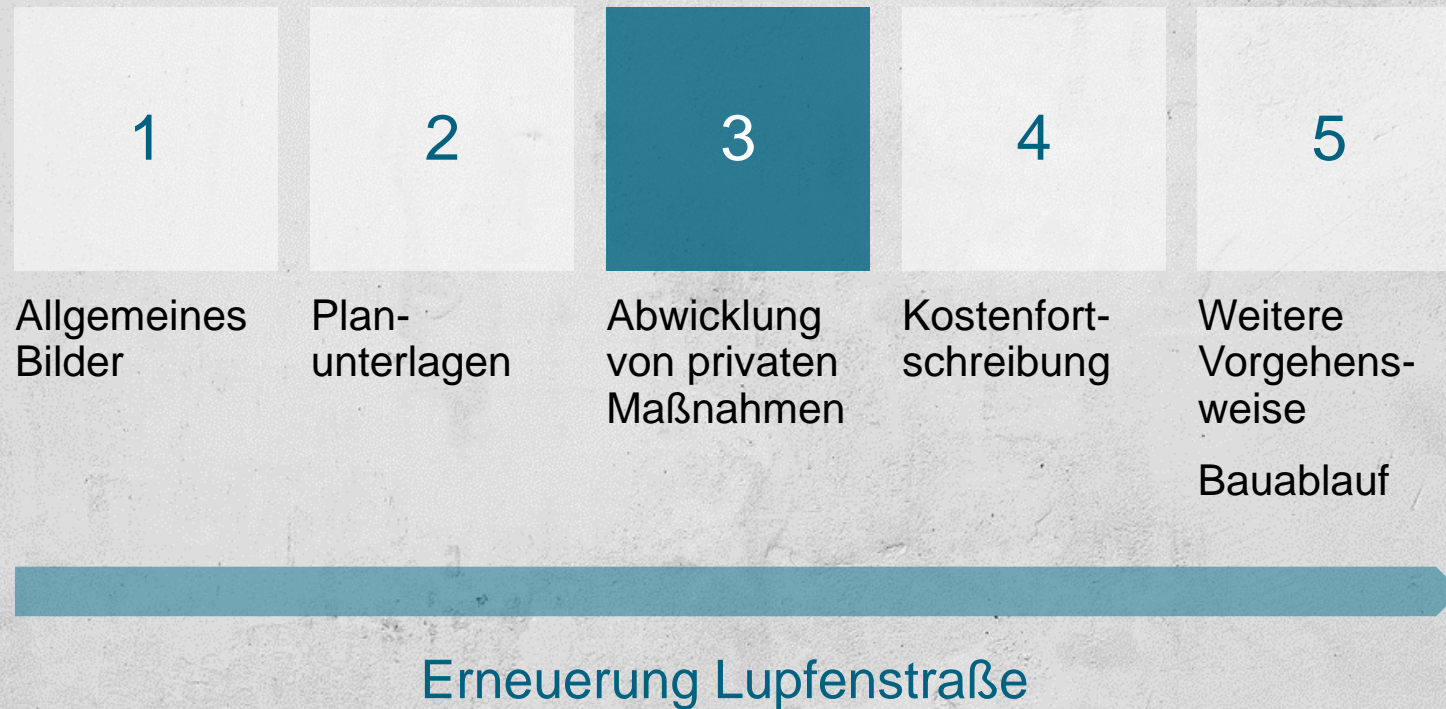 1
2
3
4
5
Allgemeines
Bilder
Plan-
unterlagen
Abwicklung
von privaten
Maßnahmen
Kostenfort-
schreibung
Weitere
Vorgehens-
weise
Bauablauf
Erneuerung Lupfenstraße